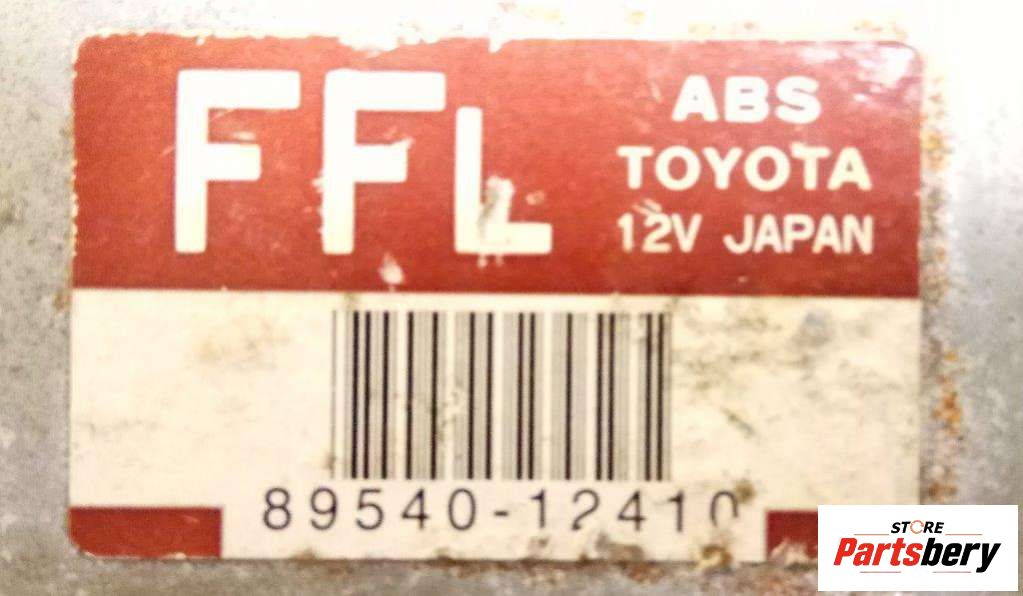 FFL
ABS
TOYOTA
12V JAPAN
89540-12410
STORE
Partsbery